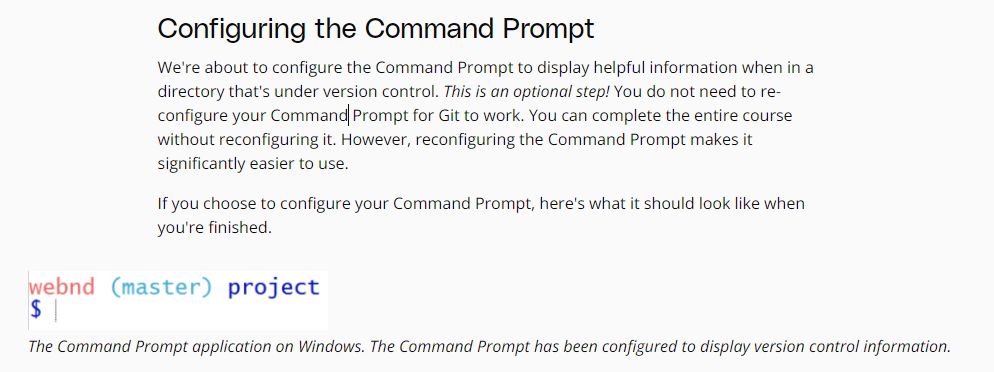 Configuring the Command Prompt
We're about to configure the Command Prompt to display helpful information when in a
directory that's under version control. This is an optional step! You do not need to re-
configure your Command Prompt for Git to work. You can complete the entire course
without reconfiguring it. However, reconfiguring the Command Prompt makes it
significantly easier to use.
If you choose to configure your Command Prompt, here's what it should look like when
you're finished.
webnd (master) project
$
The Command Prompt application on Windows. The Command Prompt has been configured to display version control information.